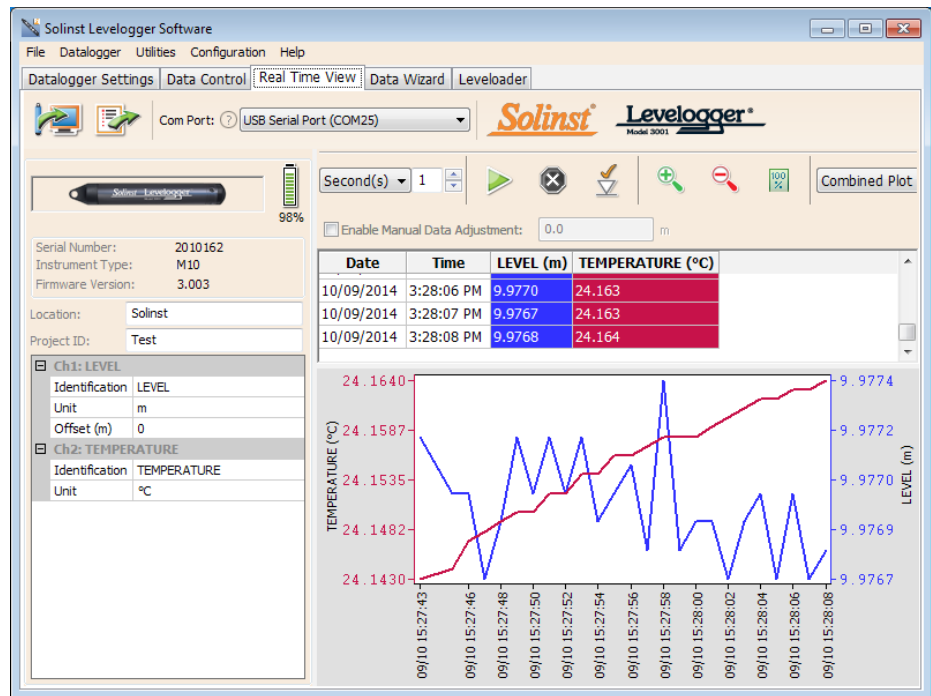 Solinst Levelogger Software
File Datalogger Utilities Configuration Help
Datalogger Settings Data Control Real Time View Data Wizard Leveloader
Com Port: ? USB Serial Port (COM25)
Solinst Levelogger
Model 3001
Solinst Levelogger
98%
Serial Number: 2010162
Instrument Type: M10
Firmware Version: 3.003
Location: Solinst
Project ID: Test
Ch1: LEVEL
Identification LEVEL
Unit m
Offset (m) 0
Ch2: TEMPERATURE
Identification TEMPERATURE
Unit °C
Second(s) 1 100 % Combined Plot
Enable Manual Data Adjustment: 0.0 m
Date Time LEVEL (m) TEMPERATURE (°C)
10/09/2014 3:28:06 PM 9.9770 24.163
10/09/2014 3:28:07 PM 9.9767 24.163
10/09/2014 3:28:08 PM 9.9768 24.164
TEMPERATURE (°C)
24.1640
24.1587
24.1535
24.1482
24.1430
9.9774
9.9772
9.9770
9.9769
9.9767
LEVEL (m)
09/10 15:27:43
09/10 15:27:46
09/10 15:27:48
09/10 15:27:50
09/10 15:27:52
09/10 15:27:54
09/10 15:27:56
09/10 15:27:58
09/10 15:28:00
09/10 15:28:02
09/10 15:28:04
09/10 15:28:06
09/10 15:28:08